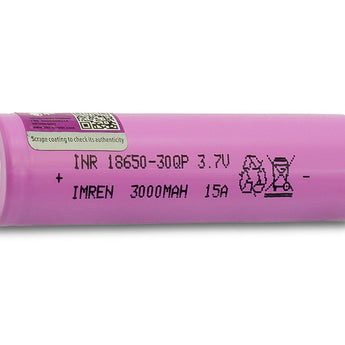 Scrape coating to check its authenticity
INR 18650-30QP 3.7V
+ IMREN 3000MAH 15A -